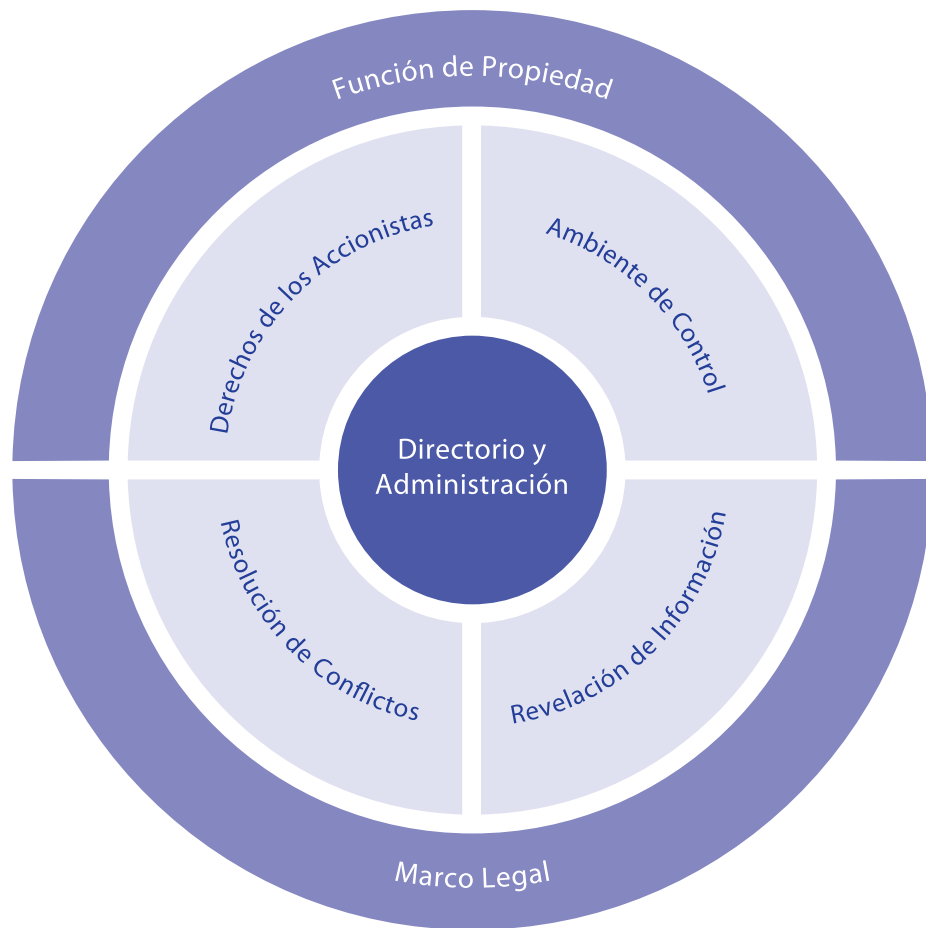 Función de Propiedad
Derechos de los Accionistas
Ambiente de Control
Directorio y
Administración
Resolución de Conflictos
Revelación de Información
Marco Legal